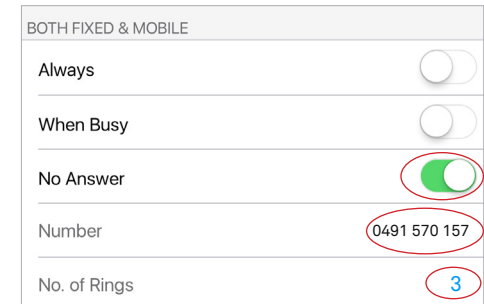 BOTH FIXED & MOBILE
Always
When Busy
No Answer
Number 0491 570 157
No. of Rings 3